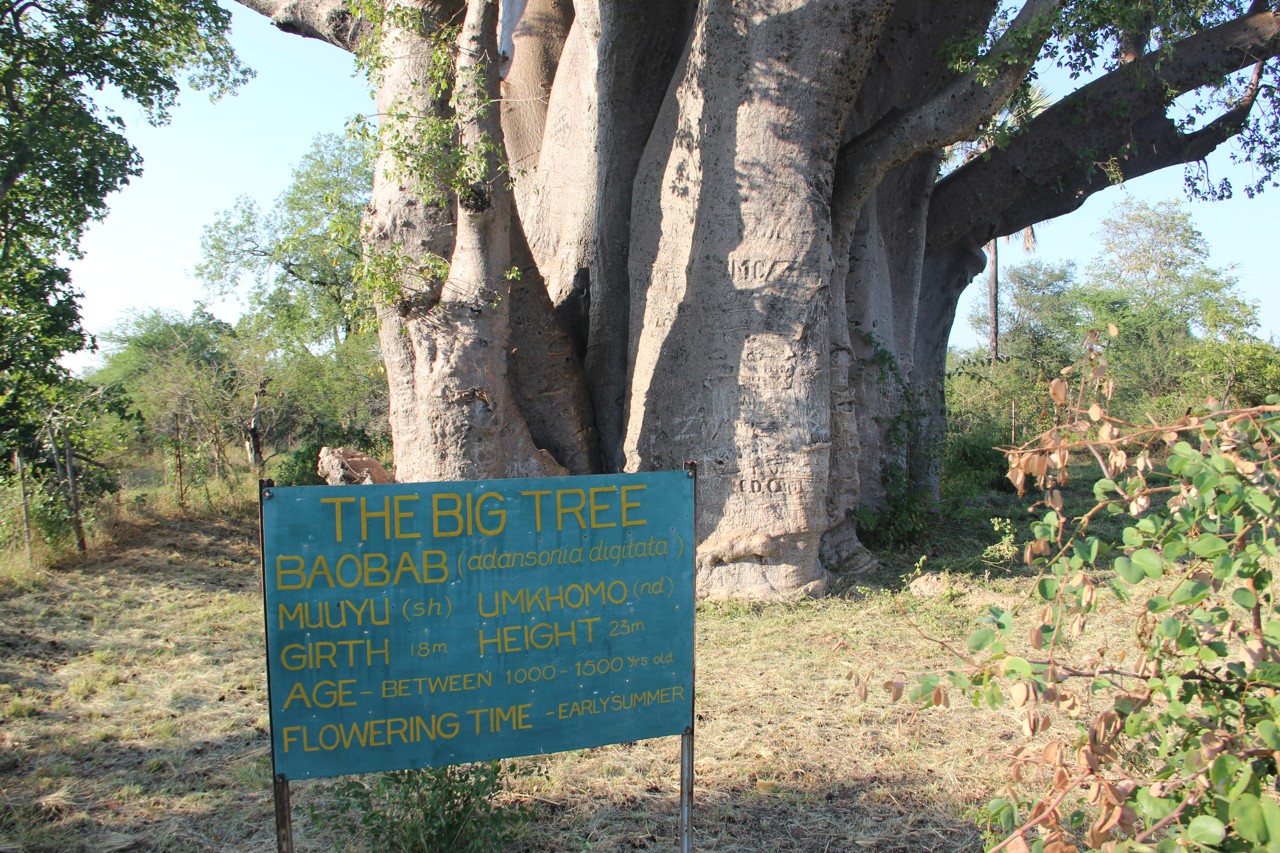 THE BIG TREE
BAOBAB (adansonia digitata)
MUUYU (sh) UMKHOMO (nd)
GIRTH 18m HEIGHT 23m
AGE - BETWEEN 1000 - 1500 Yrs old.
FLOWERING TIME - EARLY SUMMER